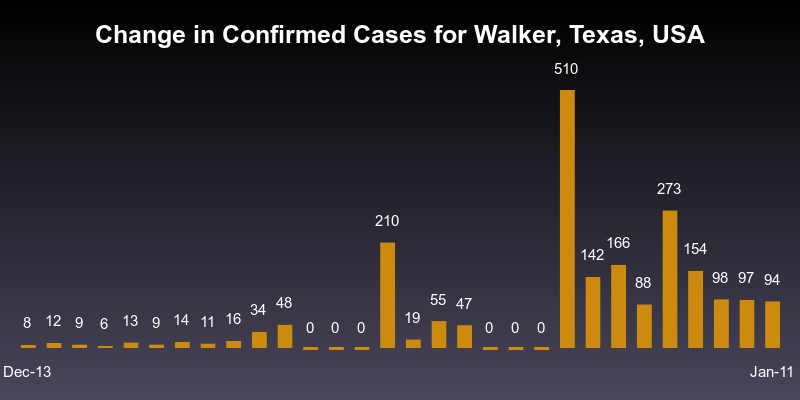 Change in Confirmed Cases for Walker, Texas, USA
8 12 9 6 13 9 14 11 16 34 48 0 0 0 210 19 55 47 0 0 0 510 142 166 88 273 154 98 97 94
Dec-13 Jan-11